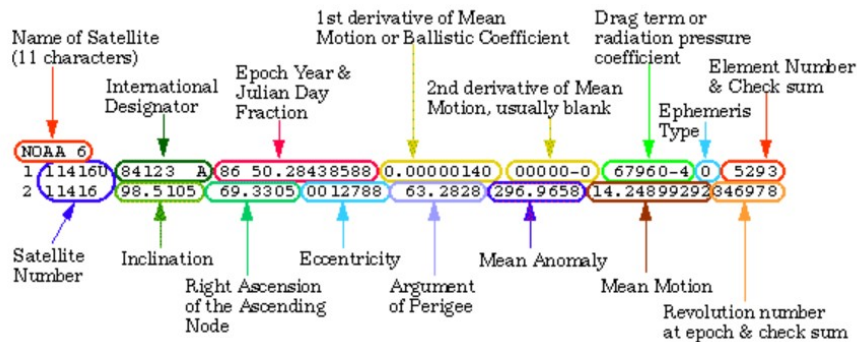 Name of Satellite
(11 characters)
International
Designator
Epoch Year &
Julian Day
Fraction
1st derivative of Mean
Motion or Ballistic Coefficient
2nd derivative of Mean
Motion, usually blank
Drag term or
radiation pressure
coefficient
Ephemeris
Type
Element Number
& Check sum
NOAA 6
1 11416U 84123 A 86 50.28438588 0.00000140 00000-0 67960-4 0 5293
2 11416 98.5105 69.3305 0012788 63.2828 296.9658 14.24899292 346978
Satellite
Number
Inclination
Right Ascension
of the Ascending
Node
Eccentricity
Argument
of Perigee
Mean Anomaly
Mean Motion
Revolution number
at epoch & check sum